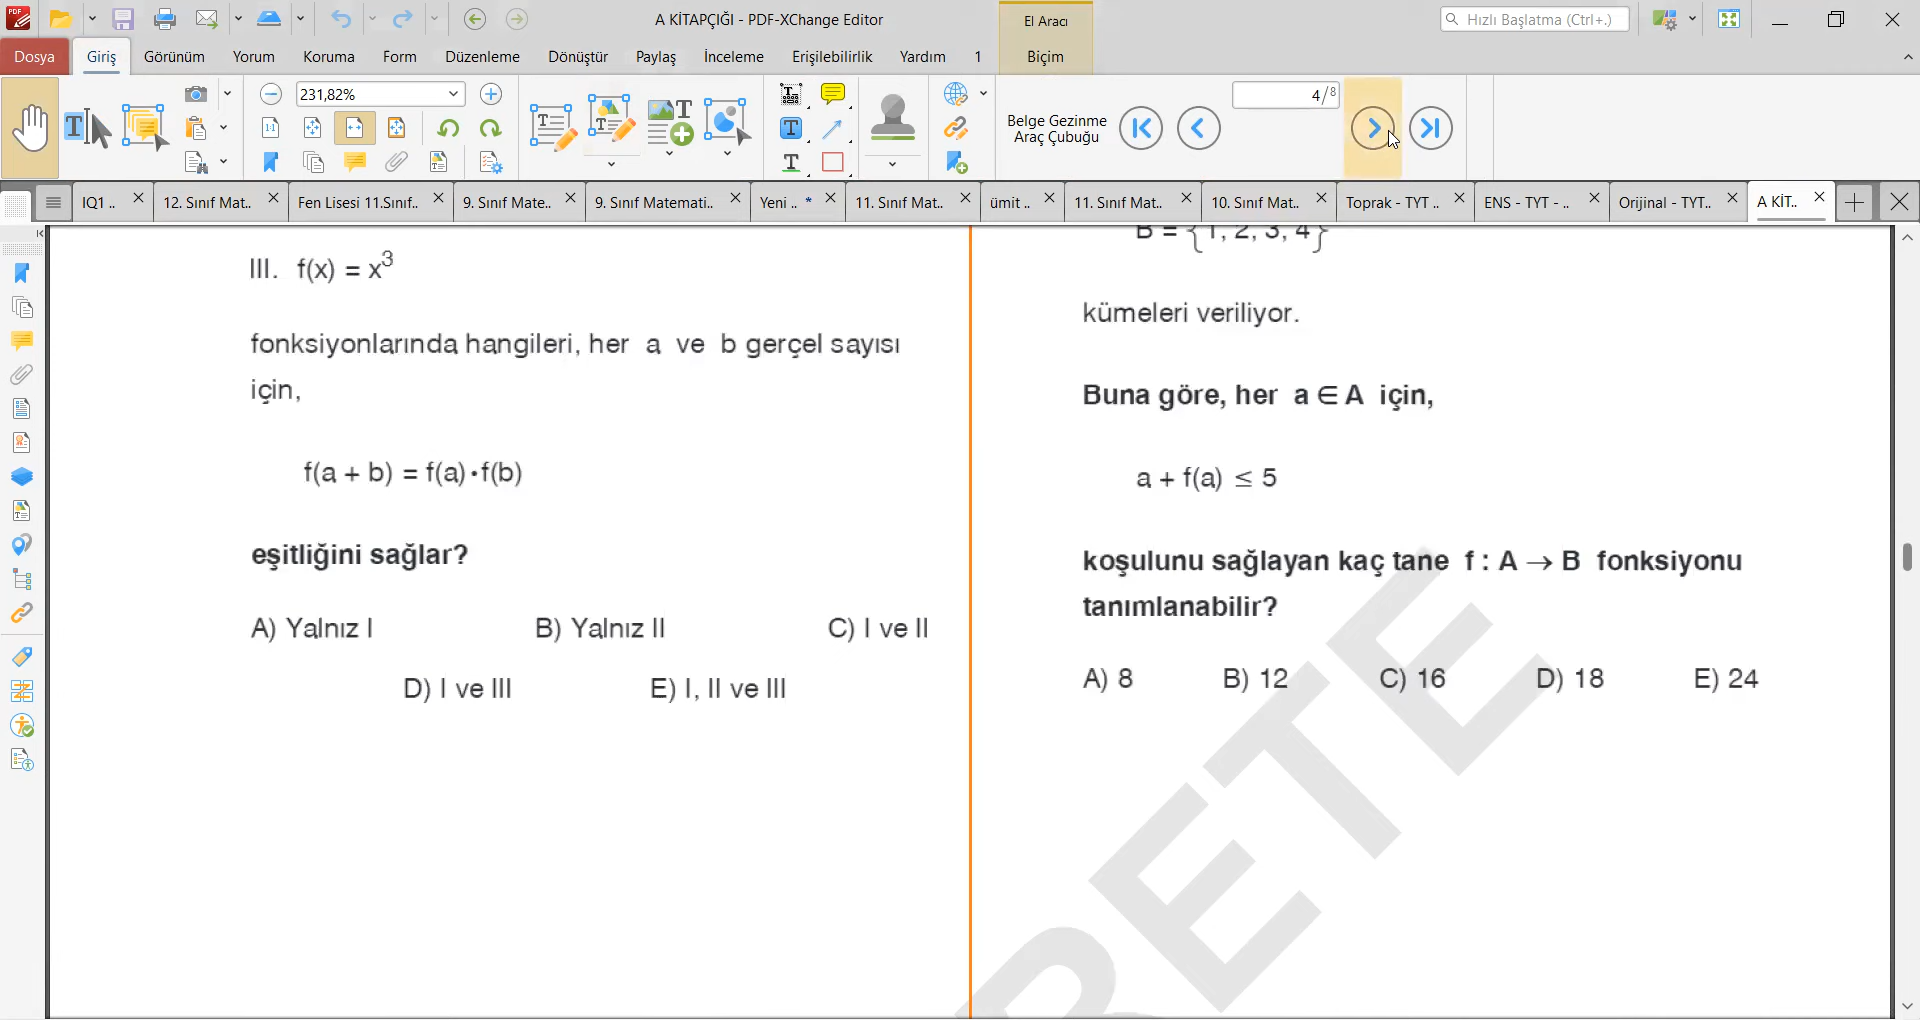 A KİTAPÇIĞI - PDF-XChange Editor
El Aracı
Hızlı Başlatma (Ctrl+.)
Dosya
Giriş
Görünüm
Yorum
Koruma
Form
Düzenleme
Dönüştür
Paylaş
İnceleme
Erişilebilirlik
Yardım
1
Biçim
231,82%
Belge Gezinme
Araç Çubuğu
4/8
IQ1 ..
12. Sınıf Mat..
Fen Lisesi 11.Sınıf..
9. Sınıf Mate..
9. Sınıf Matemati..
Yeni .. *
11. Sınıf Mat..
ümit ..
11. Sınıf Mat..
10. Sınıf Mat..
Toprak - TYT ..
ENS - TYT - ..
Orijinal - TYT..
A KİT..
III. f(x) = x³
fonksiyonlarında hangileri, her a ve b gerçel sayısı
için,
f(a + b) = f(a)·f(b)
eşitliğini sağlar?
A) Yalnız I B) Yalnız II C) I ve II
D) I ve III E) I, II ve III
B = {1, 2, 3, 4}
kümeleri veriliyor.
Buna göre, her a ∈ A için,
a + f(a) ≤ 5
koşulunu sağlayan kaç tane f : A → B fonksiyonu
tanımlanabilir?
A) 8 B) 12 C) 16 D) 18 E) 24
RETE